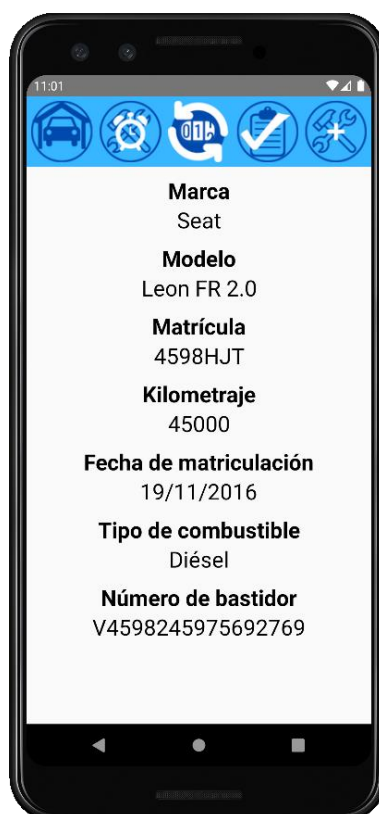 11:01
Marca
Seat
Modelo
Leon FR 2.0
Matrícula
4598HJT
Kilometraje
45000
Fecha de matriculación
19/11/2016
Tipo de combustible
Diésel
Número de bastidor
V4598245975692769